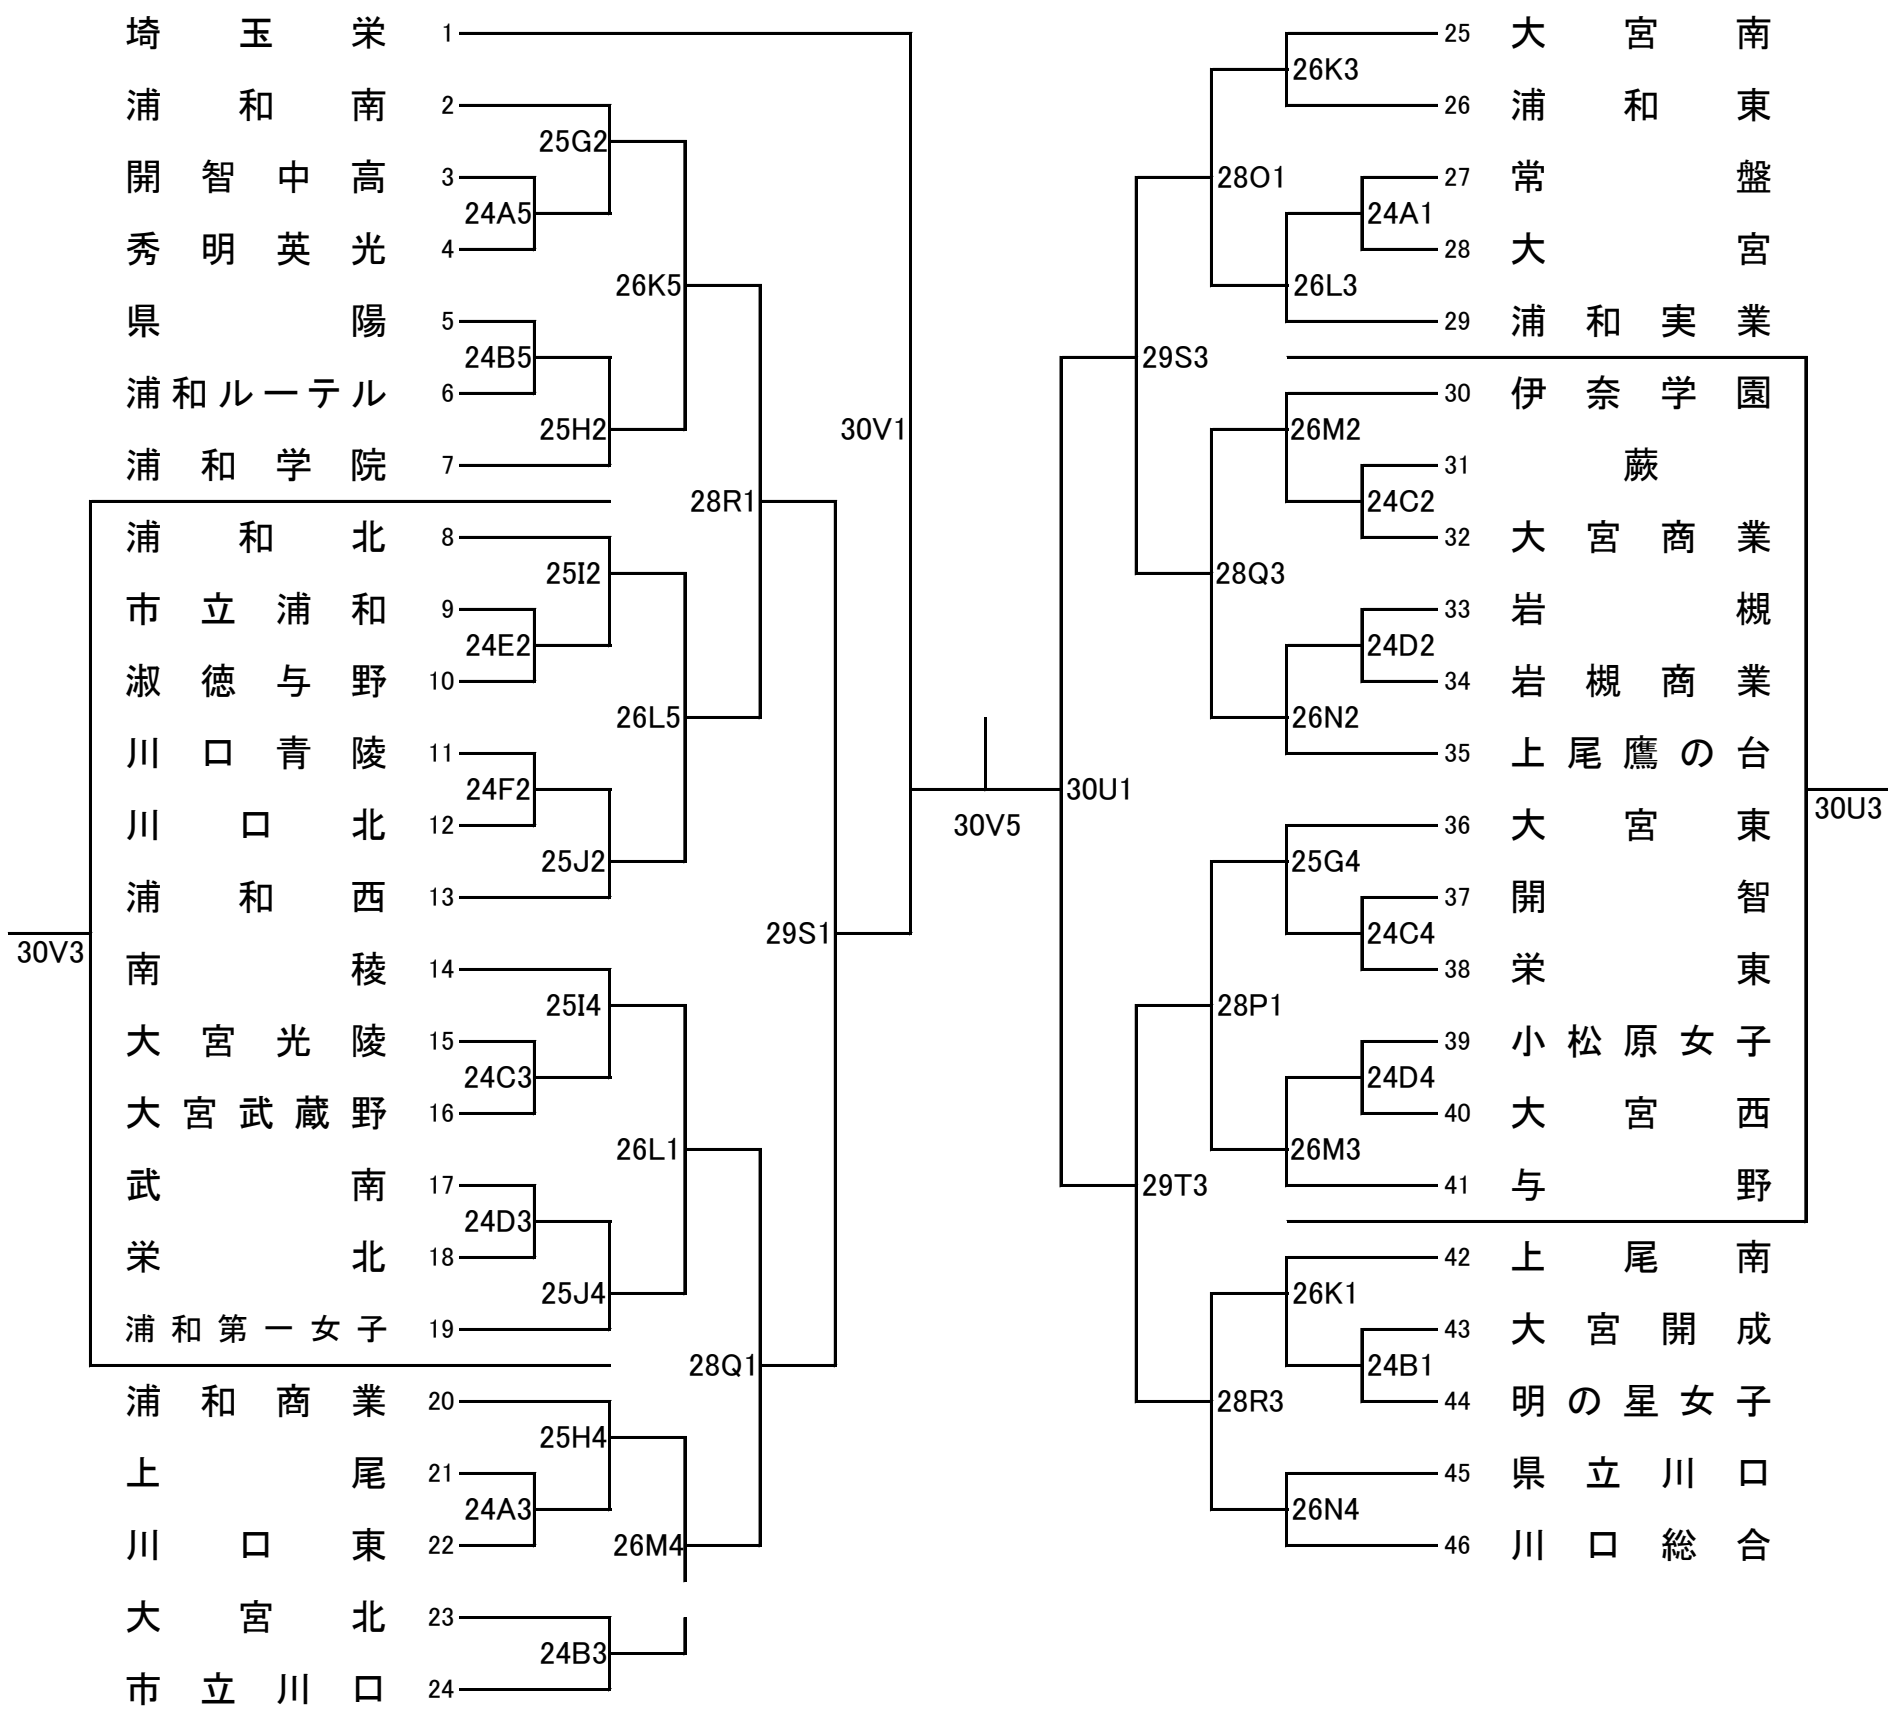 埼玉栄 1
浦和南 2
25G2
開智中高 3
24A5
秀明英光 4
26K5
県陽 5
24B5
浦和ルーテル 6
25H2
30V1
浦和学院 7
28R1
浦和北 8
25I2
市立浦和 9
24E2
淑徳与野 10
26L5
川口青陵 11
24F2
川口北 12
25J2
浦和西 13
30V3
29S1
南稜 14
25I4
大宮光陵 15
24C3
大宮武蔵野 16
26L1
武南 17
24D3
栄北 18
25J4
浦和第一女子 19
28Q1
浦和商業 20
25H4
上尾 21
24A3
川口東 22
26M4
大宮北 23
24B3
市立川口 24
30V5
25 大宮南
26K3
26 浦和東
28O1
27 常盤
24A1
28 大宮
26L3
29 浦和実業
29S3
30 伊奈学園
26M2
31 蕨
24C2
32 大宮商業
28Q3
33 岩槻
24D2
34 岩槻商業
26N2
35 上尾鷹の台
30U1
30U3
36 大宮東
25G4
37 開智
24C4
38 栄東
28P1
39 小松原女子
24D4
40 大宮西
26M3
41 与野
29T3
42 上尾南
26K1
43 大宮開成
24B1
44 明の星女子
28R3
45 県立川口
26N4
46 川口総合